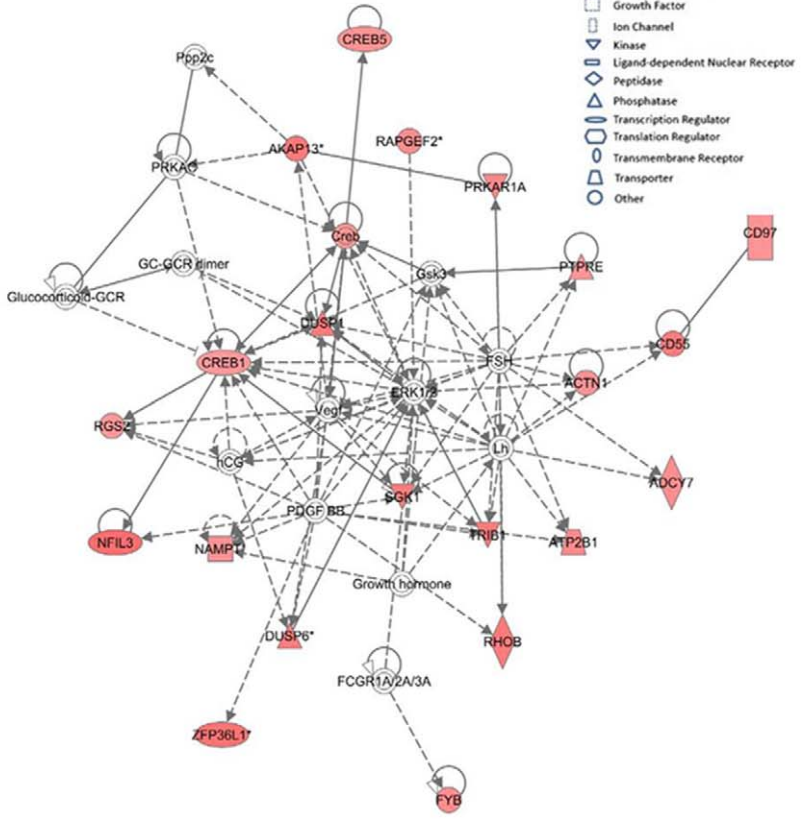 Growth Factor
Ion Channel
Kinase
Ligand-dependent Nuclear Receptor
Peptidase
Phosphatase
Transcription Regulator
Translation Regulator
Transmembrane Receptor
Transporter
Other
CREB5
Ppp2c
AKAP13*
RAPGEF2*
PRKAG
PRKAR1A
CD97
Creb
GC-GCR dimer
Gsk3
PTPRE
Glucocorticoid-GCR
DUSP1
CD55
CREB1
FSH
ERK1/2
ACTN1
Vegf
RGS2
Lh
hCG
ADCY7
SGK1
PDGF BB
NFIL3
NAMPT
TRIB1
ATP2B1
Growth hormone
DUSP6*
RHOB
FCGR1A/2A/3A
ZFP36L1*
FYB